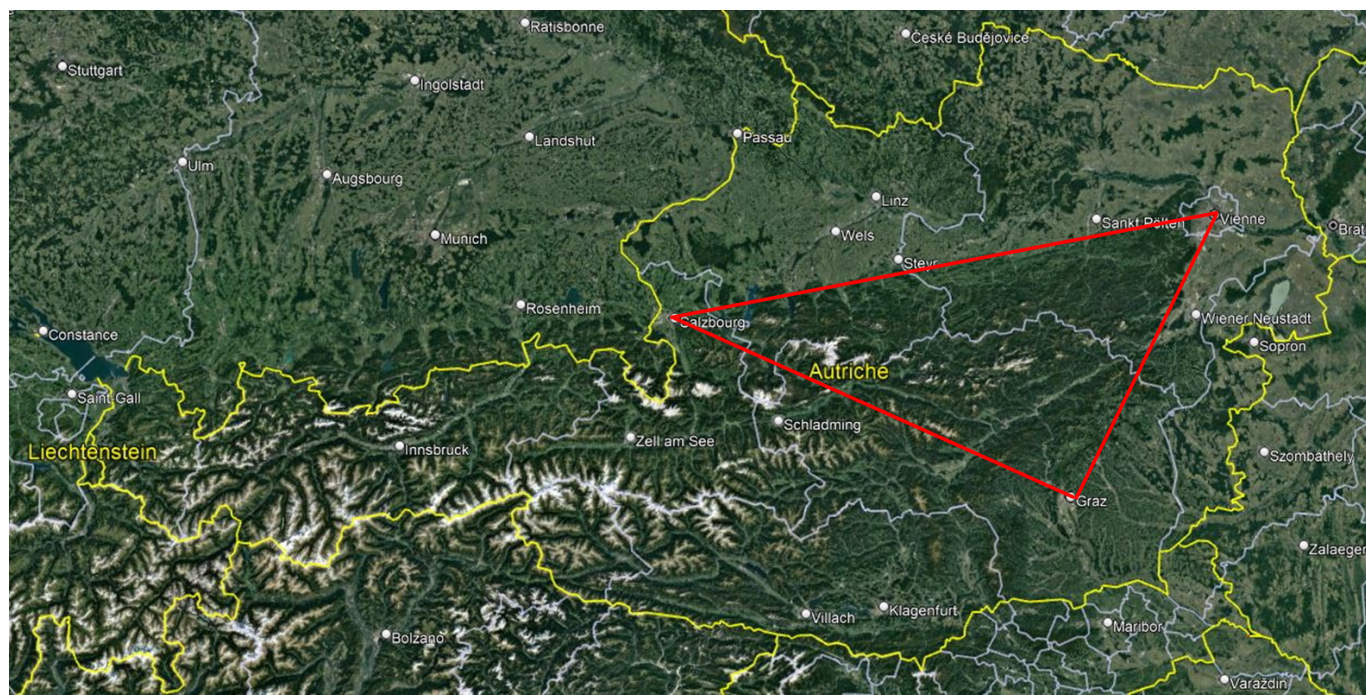 Ratisbonne
České Budějovice
Stuttgart
Ingolstadt
Passau
Landshut
Ulm
Augsbourg
Linz
Sankt Pölten
Vienne
Munich
Wels
Brat
Steyr
Rosenheim
Salzbourg
Wiener Neustadt
Constance
Sopron
Autriche
Saint-Gall
Schladming
Zell am See
Innsbruck
Liechtenstein
Szombathely
Graz
Zalaeger
Villach
Klagenfurt
Maribor
Bolzano
Varaždin